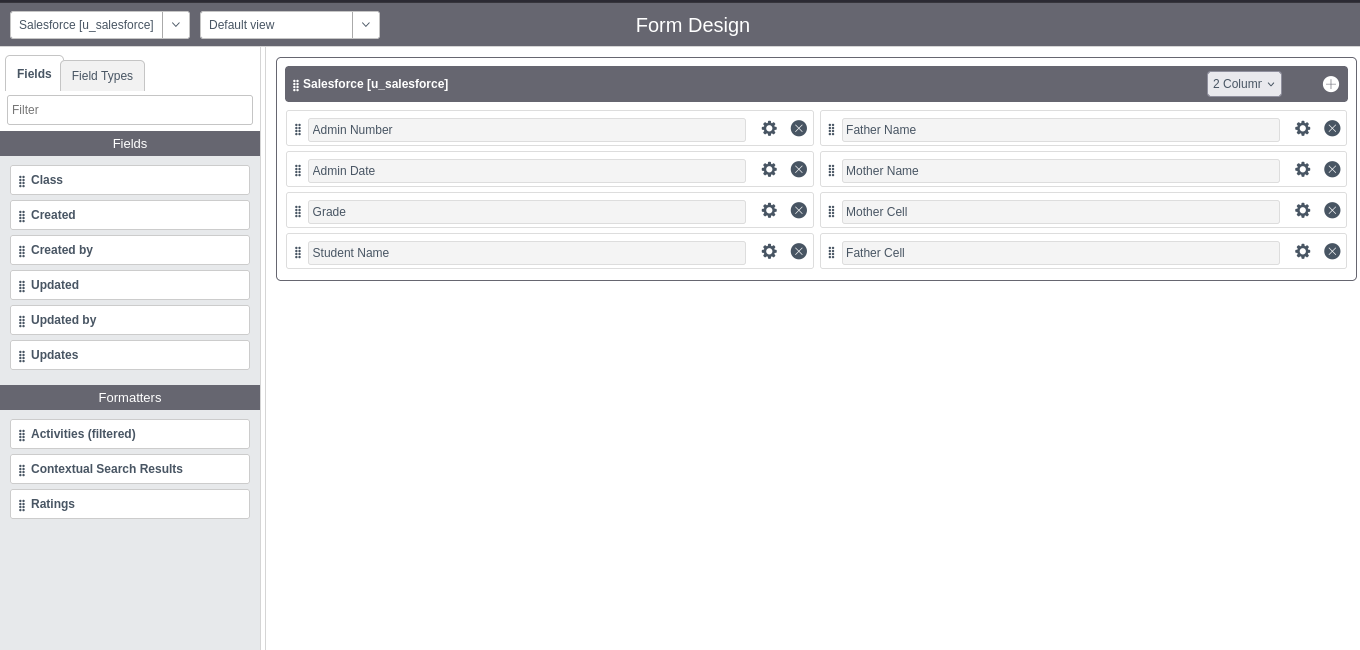 Salesforce [u_salesforce]
Default view
Form Design
Fields
Field Types
Filter
Fields
Class
Created
Created by
Updated
Updated by
Updates
Formatters
Activities (filtered)
Contextual Search Results
Ratings
Salesforce [u_salesforce]
2 Column
Admin Number
Father Name
Admin Date
Mother Name
Grade
Mother Cell
Student Name
Father Cell